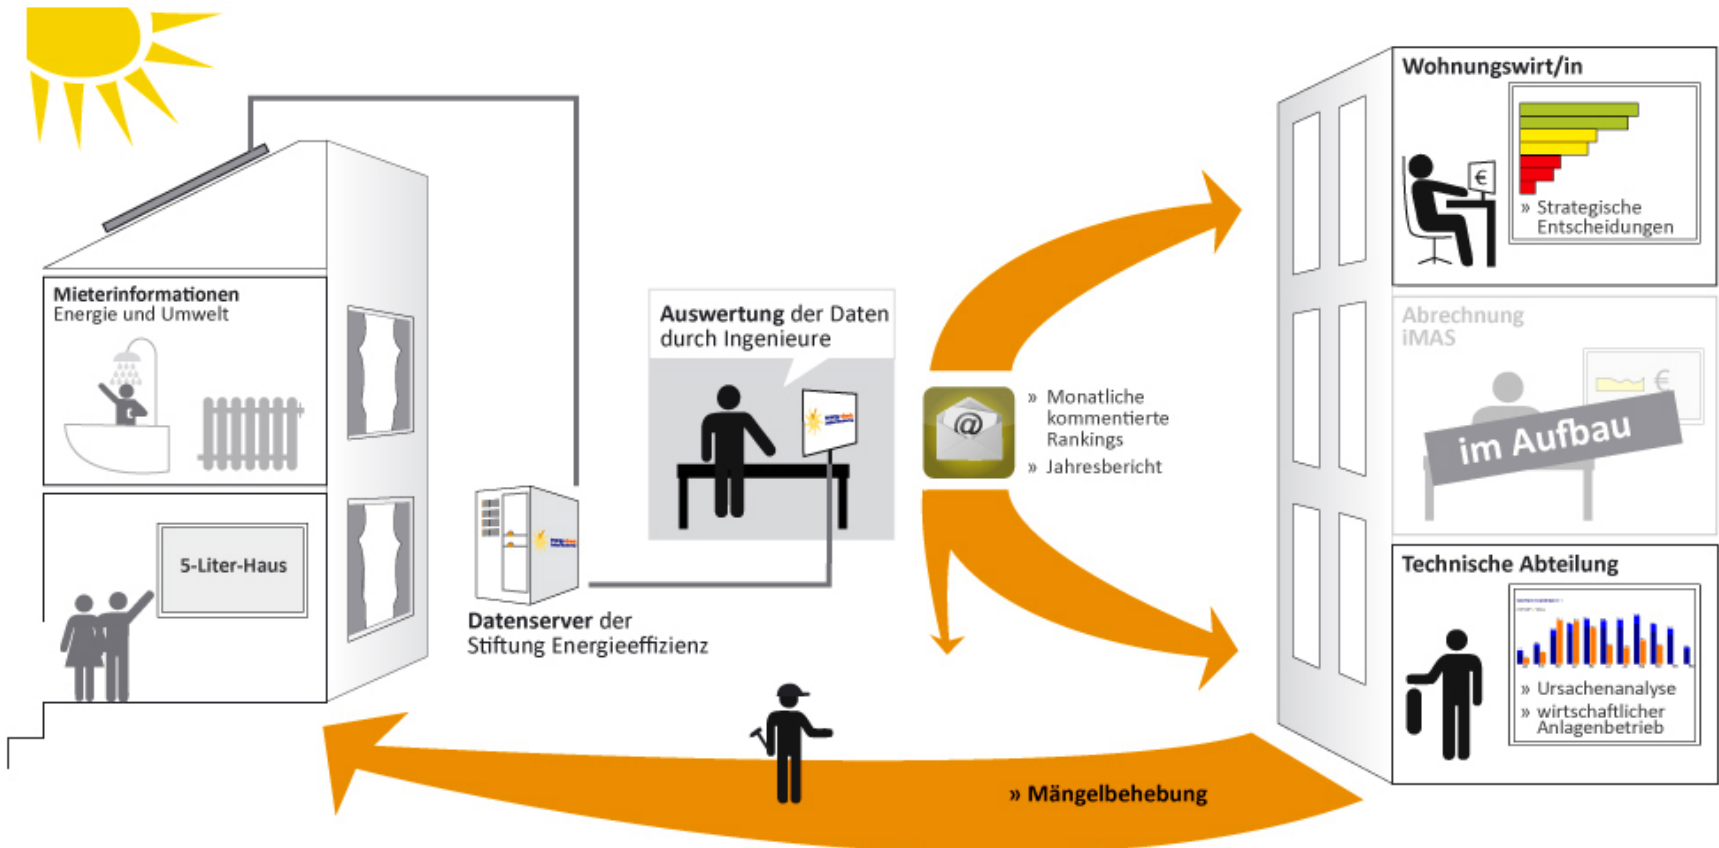 Mieterinformationen
Energie und Umwelt
5-Liter-Haus
Datenserver der
Stiftung Energieeffizienz
Auswertung der Daten
durch Ingenieure
@
» Monatliche
kommentierte
Rankings
» Jahresbericht
» Mängelbehebung
Wohnungswirt/in
€
» Strategische
Entscheidungen
Abrechnung
iMAS
€
im Aufbau
Technische Abteilung
» Ursachenanalyse
» wirtschaftlicher
Anlagenbetrieb